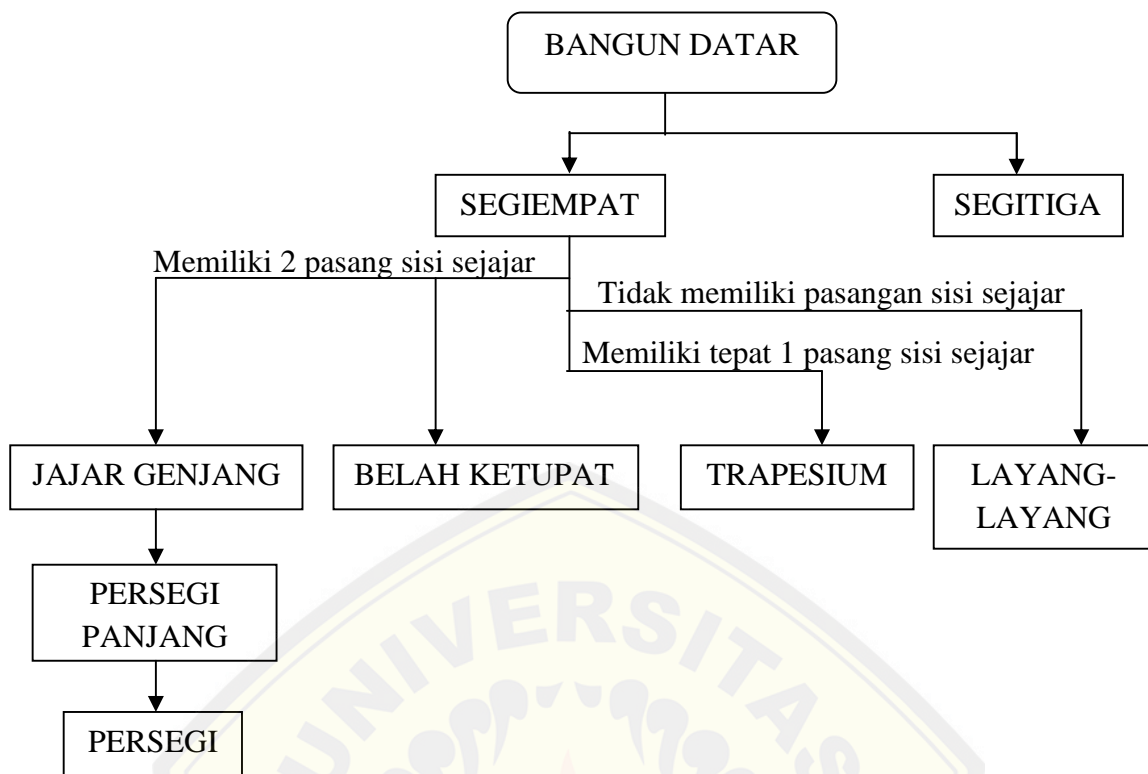 BANGUN DATAR
SEGIEMPAT
SEGITIGA
Memiliki 2 pasang sisi sejajar
Tidak memiliki pasangan sisi sejajar
Memiliki tepat 1 pasang sisi sejajar
JAJAR GENJANG
BELAH KETUPAT
TRAPESIUM
LAYANG-
LAYANG
PERSEGI
PANJANG
PERSEGI
UNIVERSITAS